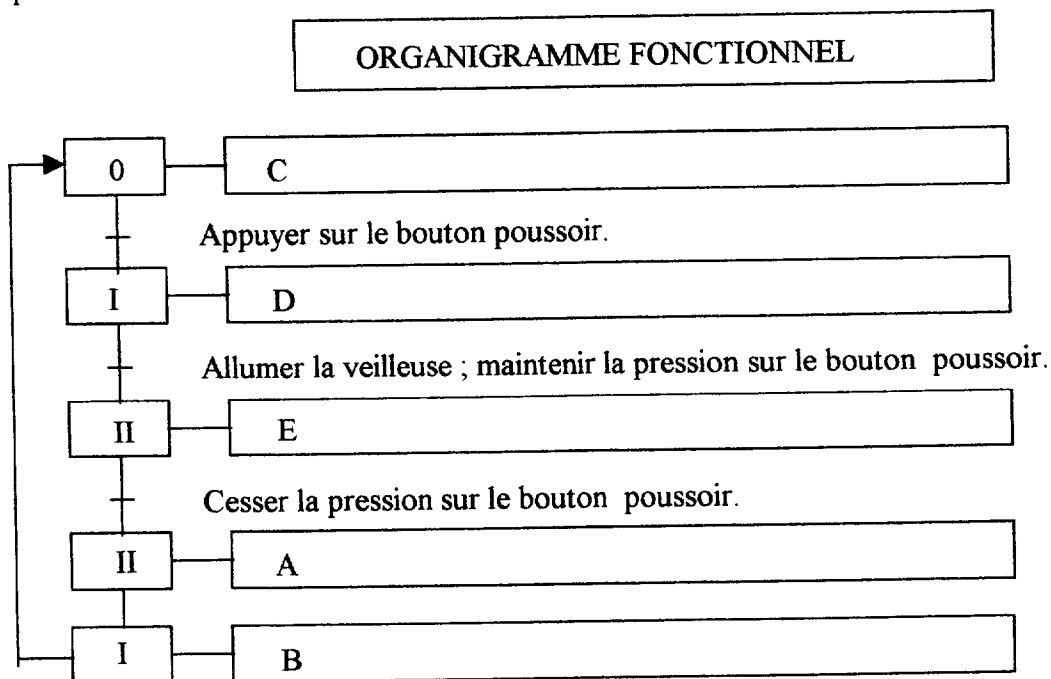 ORGANIGRAMME FONCTIONNEL
0 C
Appuyer sur le bouton poussoir.
I D
Allumer la veilleuse ; maintenir la pression sur le bouton poussoir.
II E
Cesser la pression sur le bouton poussoir.
II A
I B